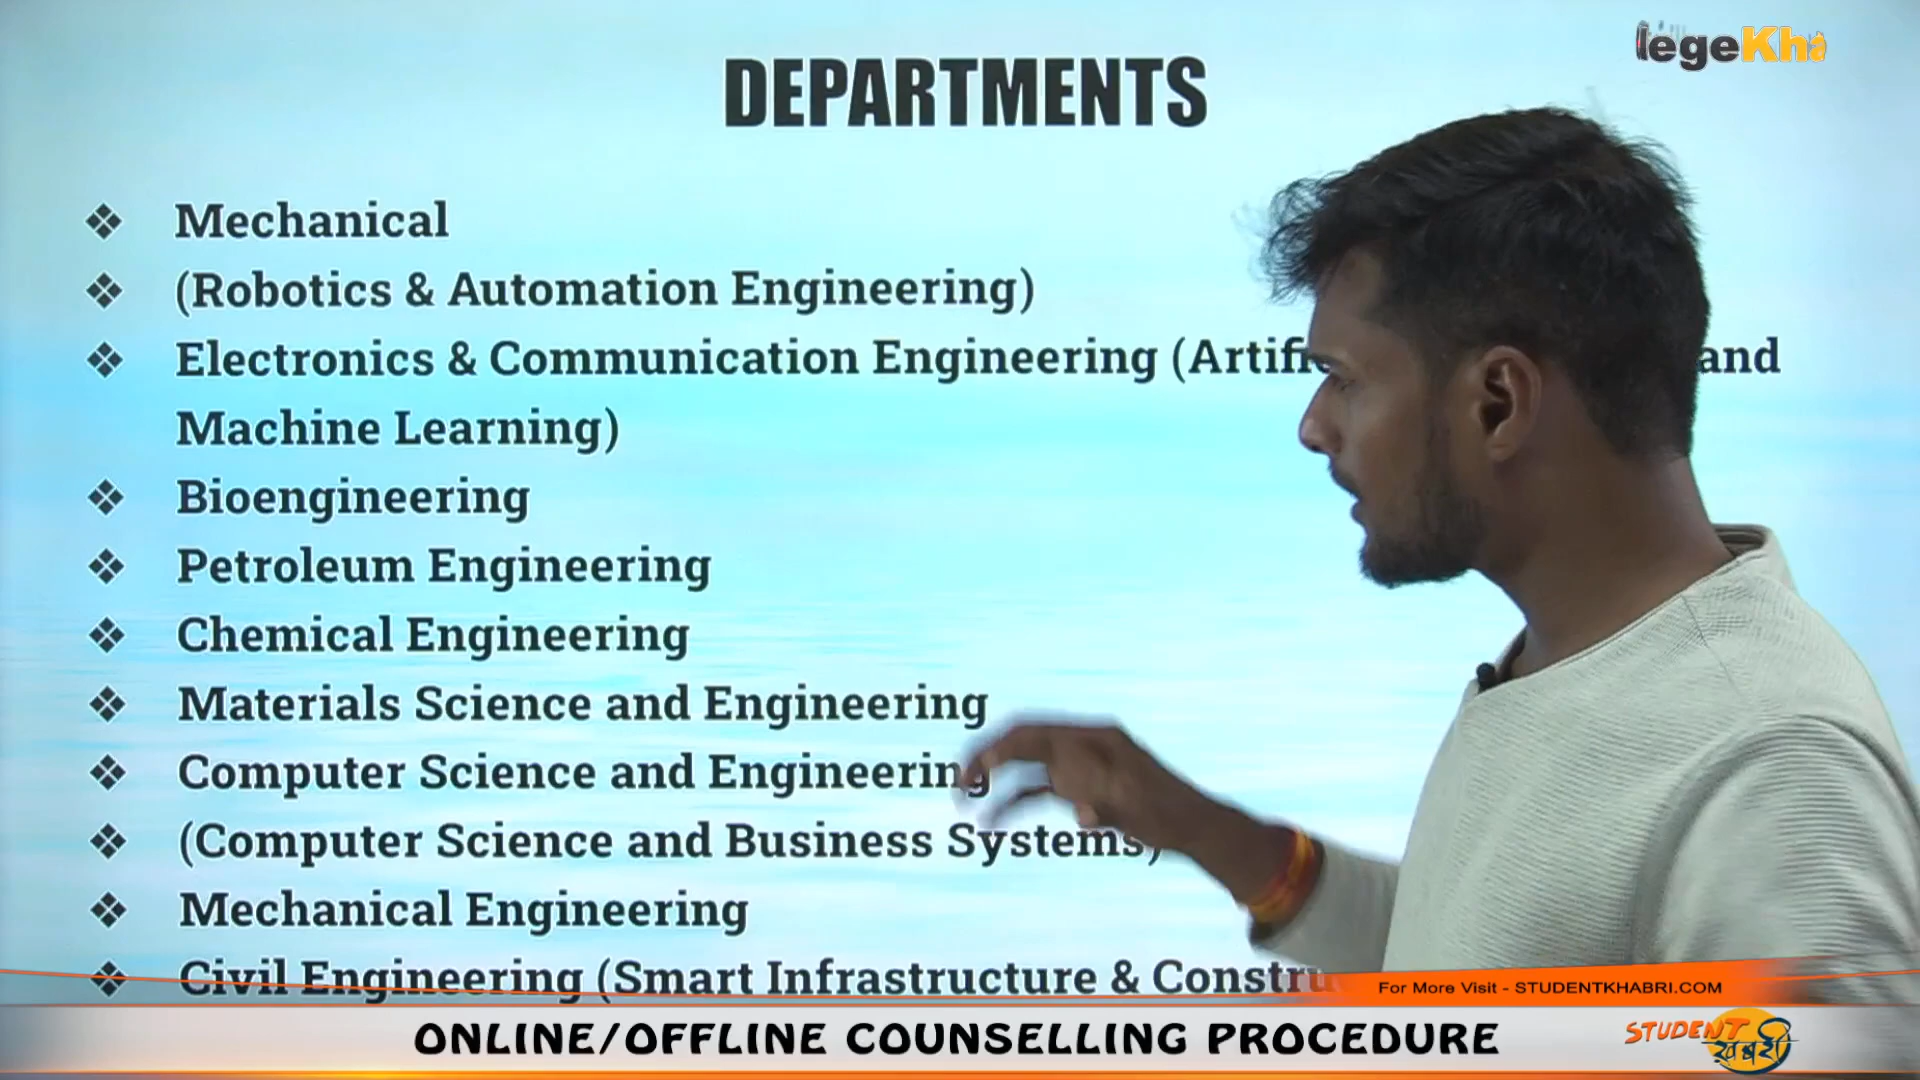 legeKha
DEPARTMENTS
❖ Mechanical
❖ (Robotics & Automation Engineering)
❖ Electronics & Communication Engineering (Artifi and
Machine Learning)
❖ Bioengineering
❖ Petroleum Engineering
❖ Chemical Engineering
❖ Materials Science and Engineering
❖ Computer Science and Engineering
❖ (Computer Science and Business Systems)
❖ Mechanical Engineering
❖ Civil Engineering (Smart Infrastructure & Constru
For More Visit - STUDENTKHABRI.COM
ONLINE/OFFLINE COUNSELLING PROCEDURE
STUDENT
ख़बरी